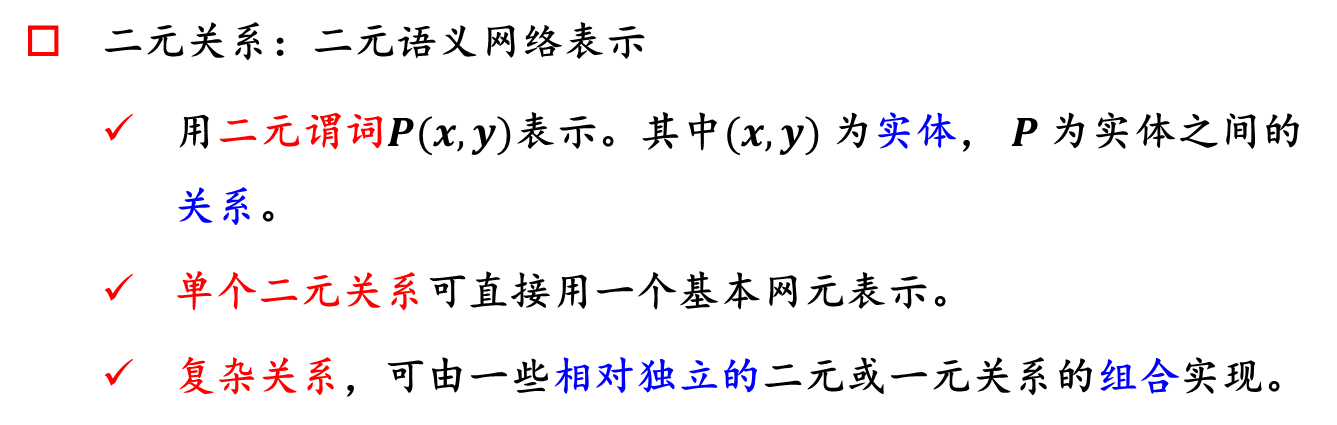 二元关系：二元语义网络表示
用二元谓词P(x,y)表示。其中(x,y) 为实体， P 为实体之间的
关系。
单个二元关系可直接用一个基本网元表示。
复杂关系，可由一些相对独立的二元或一元关系的组合实现。